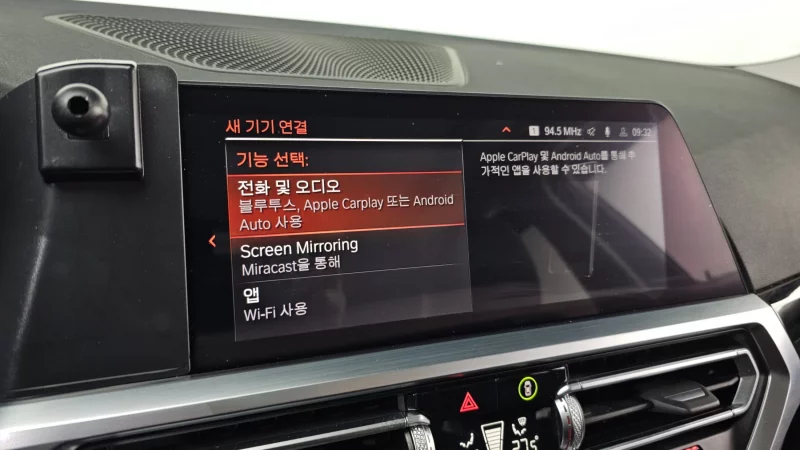 새 기기 연결
1 94.5 MHz 09:32
기능 선택:
전화 및 오디오
블루투스, Apple Carplay 또는 Android
Auto 사용
Screen Mirroring
Miracast을 통해
앱
Wi-Fi 사용
Apple CarPlay 및 Android Auto를 통해 추
가적인 앱을 사용할 수 있습니다.